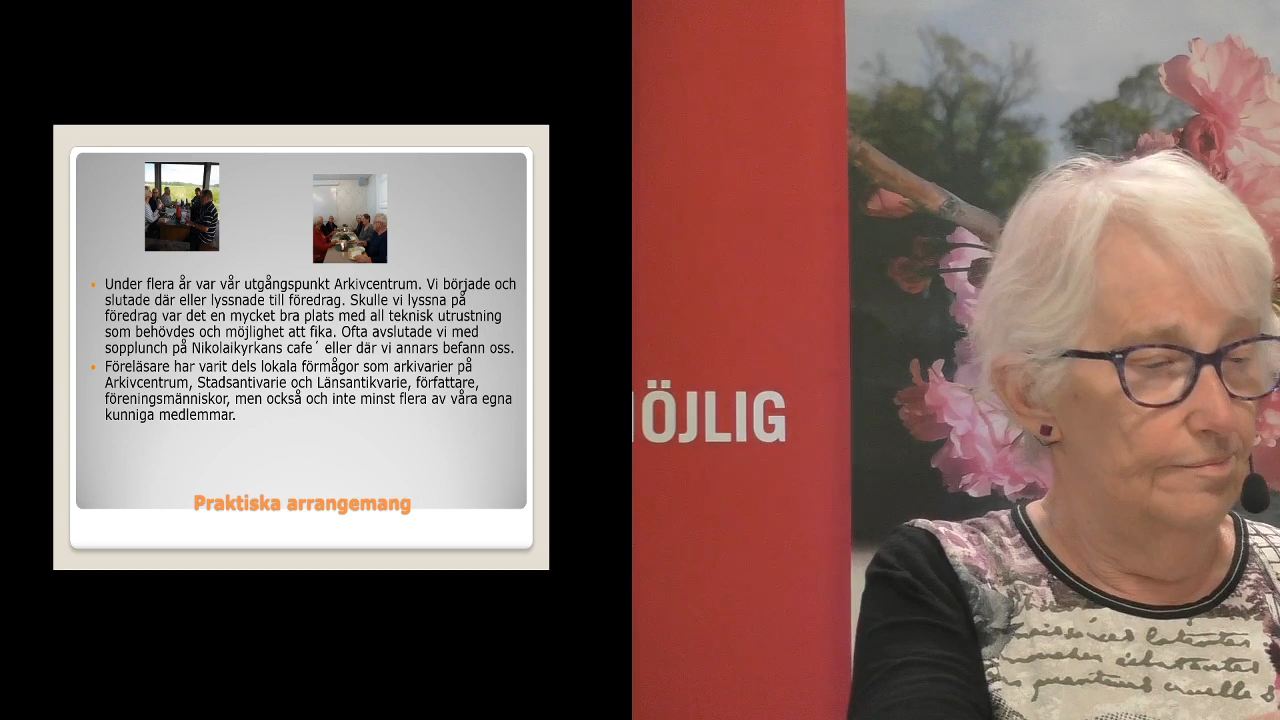 Under flera år var vår utgångspunkt Arkivcentrum. Vi började och
slutade där eller lyssnade till föredrag. Skulle vi lyssna på
föredrag var det en mycket bra plats med all teknisk utrustning
som behövdes och möjlighet att fika. Ofta avslutade vi med
sopplunch på Nikolaikyrkans cafe´ eller där vi annars befann oss.
Föreläsare har varit dels lokala förmågor som arkivarier på
Arkivcentrum, Stadsantivarie och Länsantikvarie, författare,
föreningsmänniskor, men också och inte minst flera av våra egna
kunniga medlemmar.
Praktiska arrangemang
ÖJLIG